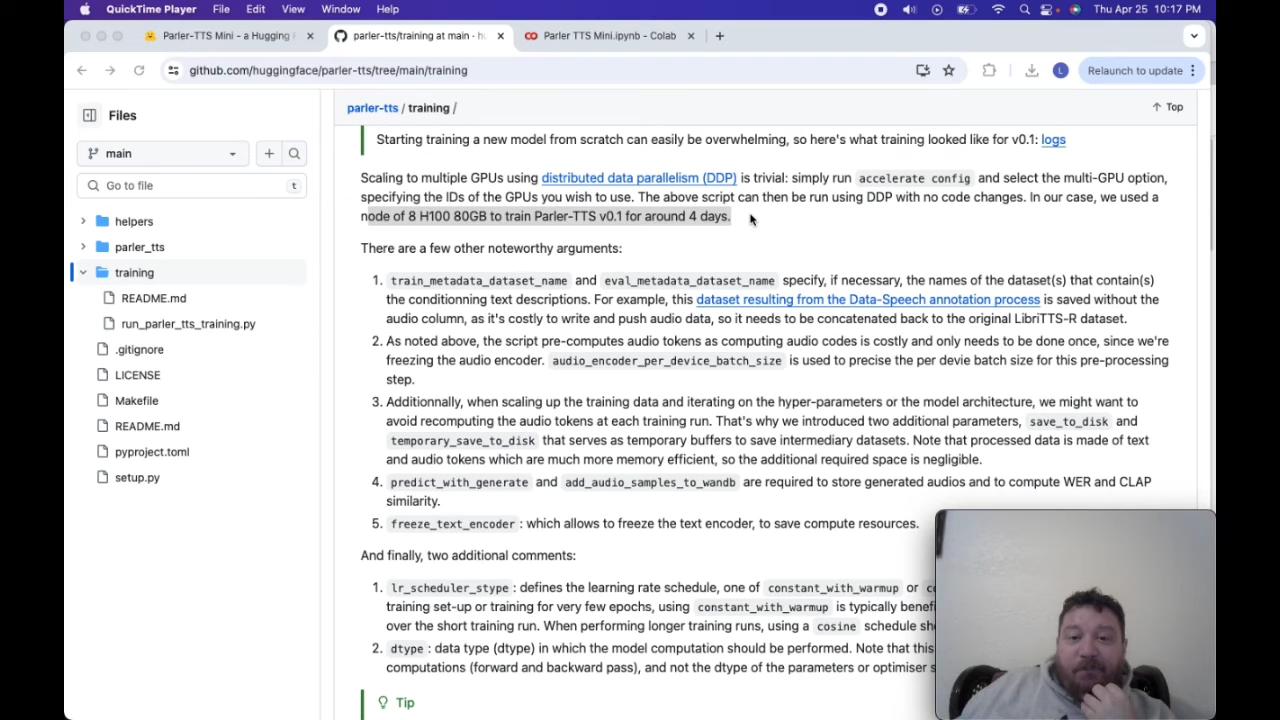 QuickTime Player File Edit View Window Help Thu Apr 25 10:17 PM
Parler-TTS Mini - a Hugging F
parler-tts/training at main · hu
Parler TTS Mini.ipynb - Colab
github.com/huggingface/parler-tts/tree/main/training
L
Relaunch to update
Files
main
Go to file
t
helpers
parler_tts
training
README.md
run_parler_tts_training.py
.gitignore
LICENSE
Makefile
README.md
pyproject.toml
setup.py
parler-tts / training /
Top
Starting training a new model from scratch can easily be overwhelming, so here's what training looked like for v0.1: logs
Scaling to multiple GPUs using distributed data parallelism (DDP) is trivial: simply run accelerate config and select the multi-GPU option,
specifying the IDs of the GPUs you wish to use. The above script can then be run using DDP with no code changes. In our case, we used a
node of 8 H100 80GB to train Parler-TTS v0.1 for around 4 days.
There are a few other noteworthy arguments:
1. train_metadata_dataset_name and eval_metadata_dataset_name specify, if necessary, the names of the dataset(s) that contain(s)
the conditionning text descriptions. For example, this dataset resulting from the Data-Speech annotation process is saved without the
audio column, as it's costly to write and push audio data, so it needs to be concatenated back to the original LibriTTS-R dataset.
2. As noted above, the script pre-computes audio tokens as computing audio codes is costly and only needs to be done once, since we're
freezing the audio encoder. audio_encoder_per_device_batch_size is used to precise the per devie batch size for this pre-processing
step.
3. Additionnally, when scaling up the training data and iterating on the hyper-parameters or the model architecture, we might want to
avoid recomputing the audio tokens at each training run. That's why we introduced two additional parameters, save_to_disk and
temporary_save_to_disk that serves as temporary buffers to save intermediary datasets. Note that processed data is made of text
and audio tokens which are much more memory efficient, so the additional required space is negligible.
4. predict_with_generate and add_audio_samples_to_wandb are required to store generated audios and to compute WER and CLAP
similarity.
5. freeze_text_encoder : which allows to freeze the text encoder, to save compute resources.
And finally, two additional comments:
1. lr_scheduler_stype : defines the learning rate schedule, one of constant_with_warmup or
training set-up or training for very few epochs, using constant_with_warmup is typically
over the short training run. When performing longer training runs, using a cosine schedule
2. dtype : data type (dtype) in which the model computation should be performed. Note that this
computations (forward and backward pass), and not the dtype of the parameters or optimiser
Tip